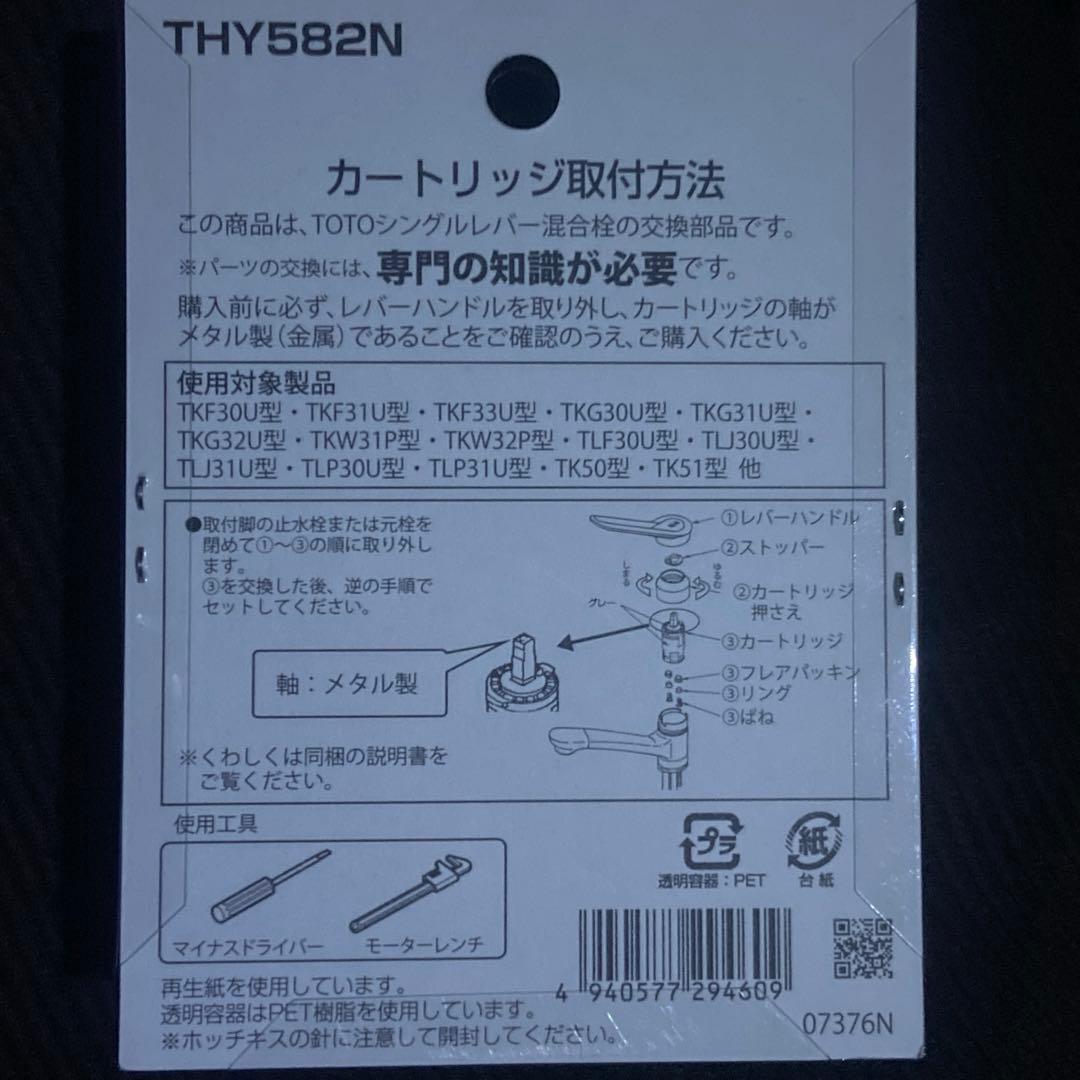 THY582N
カートリッジ取付方法
この商品は、TOTOシングルレバー混合栓の交換部品です。
※パーツの交換には、専門の知識が必要です。
購入前に必ず、レバーハンドルを取り外し、カートリッジの軸が
メタル製(金属)であることをご確認のうえ、ご購入ください。
使用対象製品
TKF30U型・TKF31U型・TKF33U型・TKG30U型・TKG31U型・
TKG32U型・TKW31P型・TKW32P型・TLF30U型・TLJ30U型・
TLJ31U型・TLP30U型・TLP31U型・TK50型・TK51型 他
●取付脚の止水栓または元栓を
閉めて①〜③の順に取り外し
ます。
③を交換した後、逆の手順で
セットしてください。
①レバーハンドル
②ストッパー
しまる
ゆるむ
②カートリッジ
押さえ
グレー
③カートリッジ
③フレアパッキン
③リング
③ばね
軸：メタル製
※くわしくは同梱の説明書を
ご覧ください。
使用工具
マイナスドライバー
モーターレンチ
プラ
透明容器：PET
紙
台紙
再生紙を使用しています。
透明容器はPET樹脂を使用しています。
※ホッチキスの針に注意して開封してください。
4 940577 294609
07376N